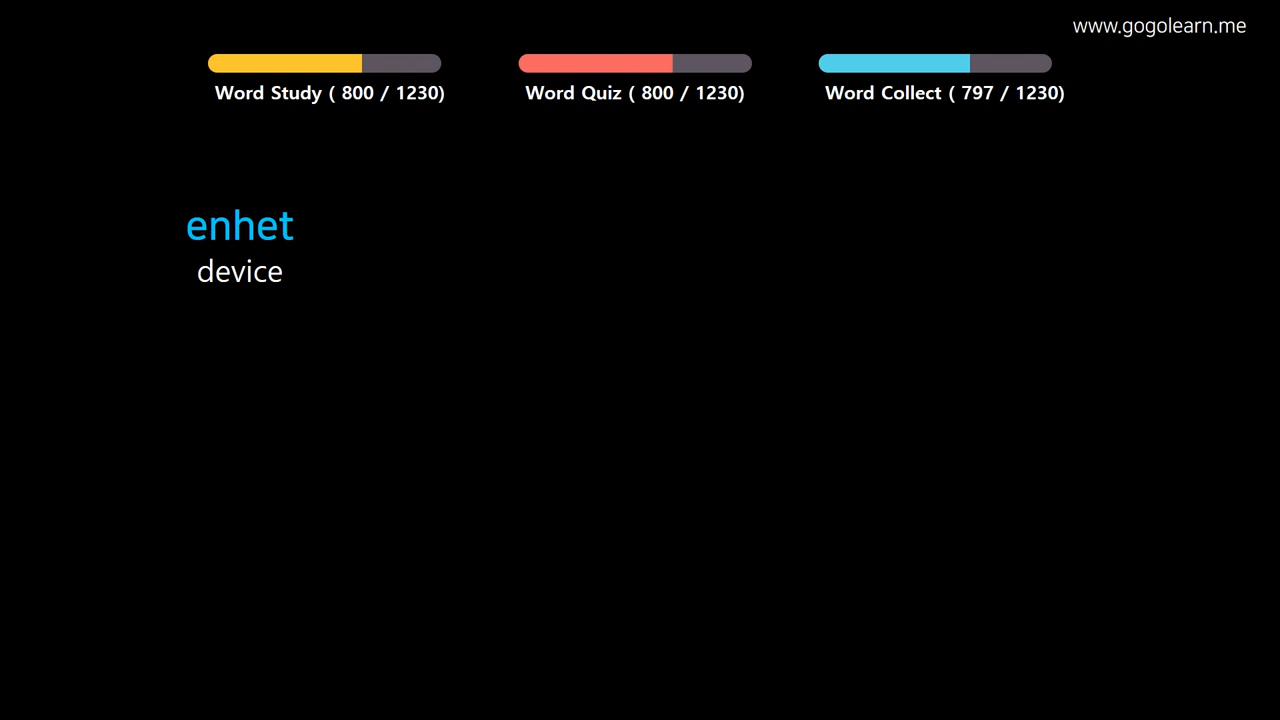 www.gogolearn.me
Word Study ( 800 / 1230)
Word Quiz ( 800 / 1230)
Word Collect ( 797 / 1230)
enhet
device